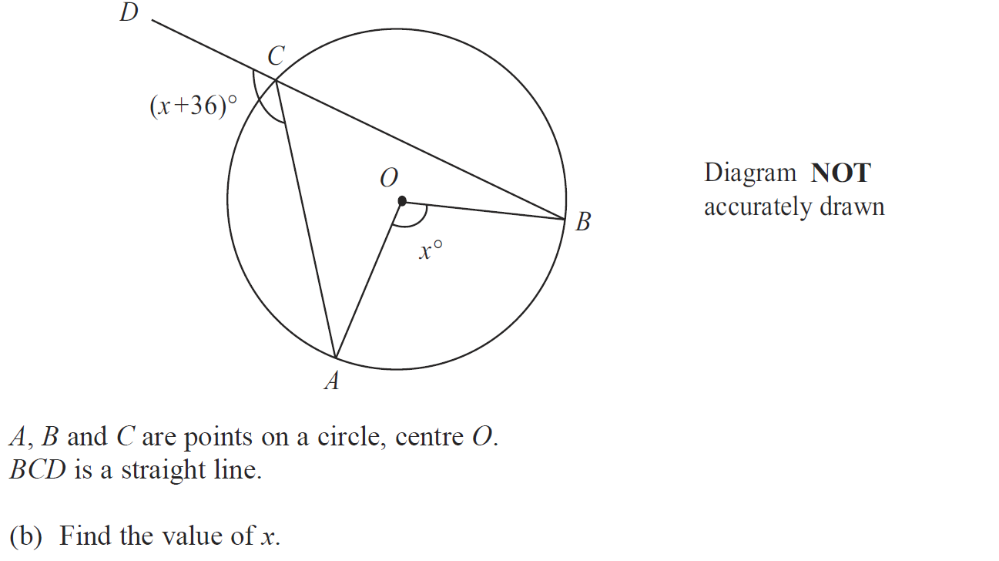 D
C
(x+36)°
O
Diagram NOT
accurately drawn
B
x°
A
A, B and C are points on a circle, centre O.
BCD is a straight line.
(b) Find the value of x.